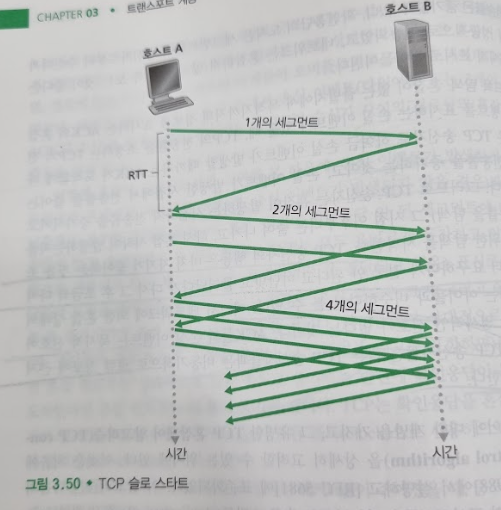 CHAPTER 03 • 트랜스포트 계층
호스트 B
호스트 A
1개의 세그먼트
RTT
2개의 세그먼트
4개의 세그먼트
시간
시간
그림 3.50 • TCP 슬로 스타트